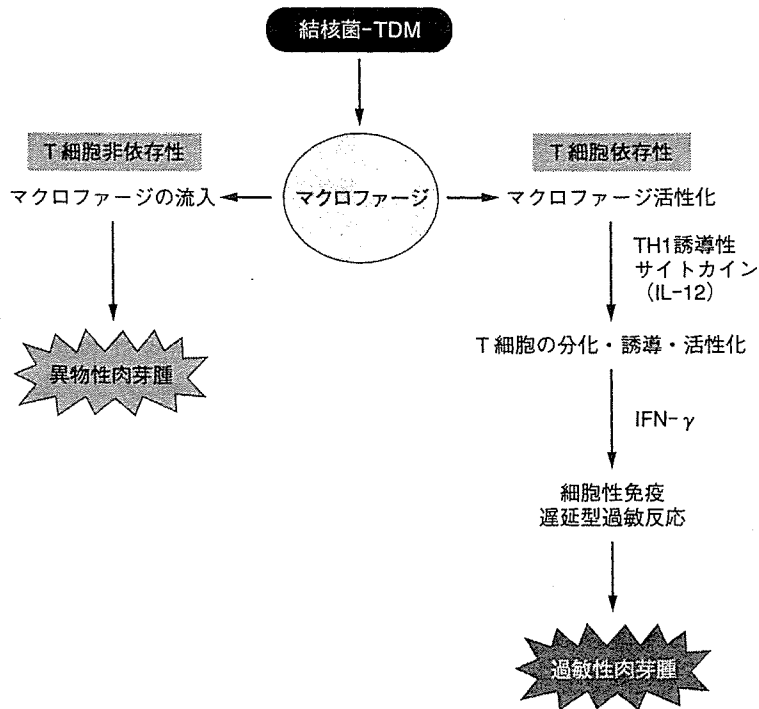 結核菌-TDM
T細胞非依存性
T細胞依存性
マクロファージの流入
マクロファージ
マクロファージ活性化
TH1誘導性
サイトカイン
（IL-12）
T細胞の分化・誘導・活性化
異物性肉芽腫
IFN-γ
細胞性免疫
遅延型過敏反応
過敏性肉芽腫